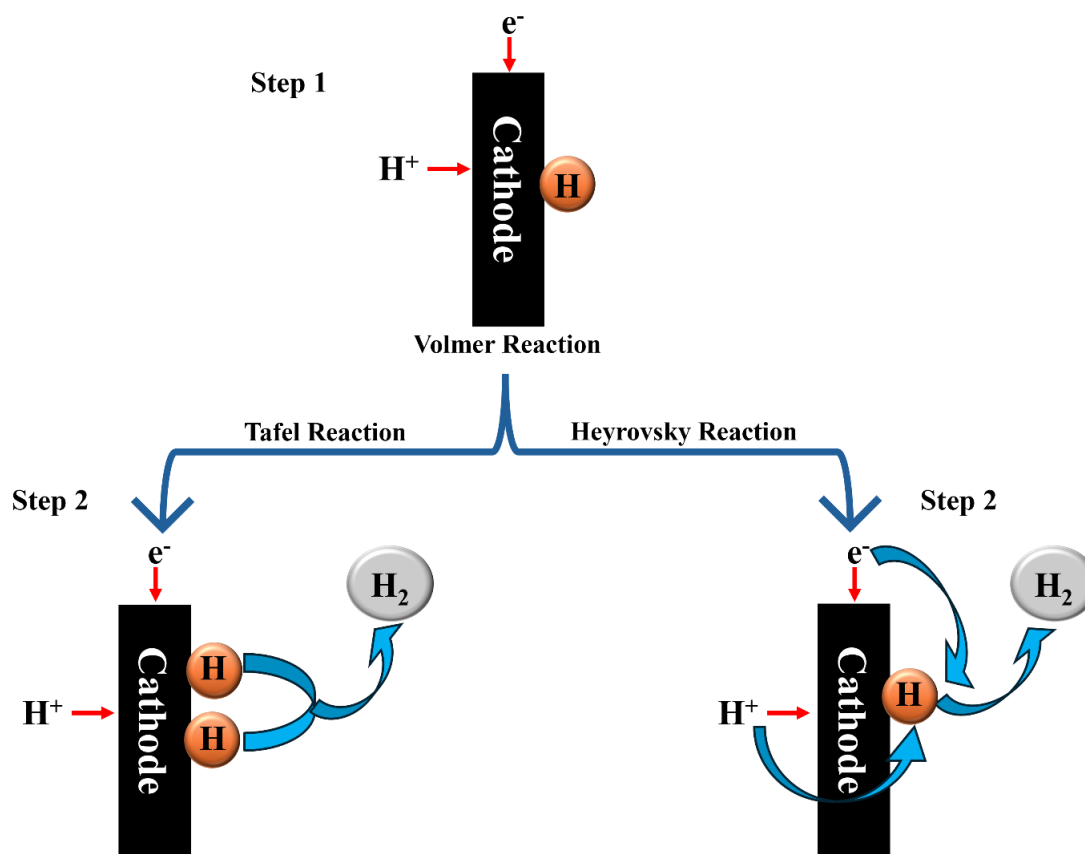 e⁻
Step 1
Cathode
H⁺
H
Volmer Reaction
Tafel Reaction
Heyrovsky Reaction
Step 2
e⁻
H₂
Cathode
H
H⁺
H
Step 2
e⁻
H₂
Cathode
H
H⁺